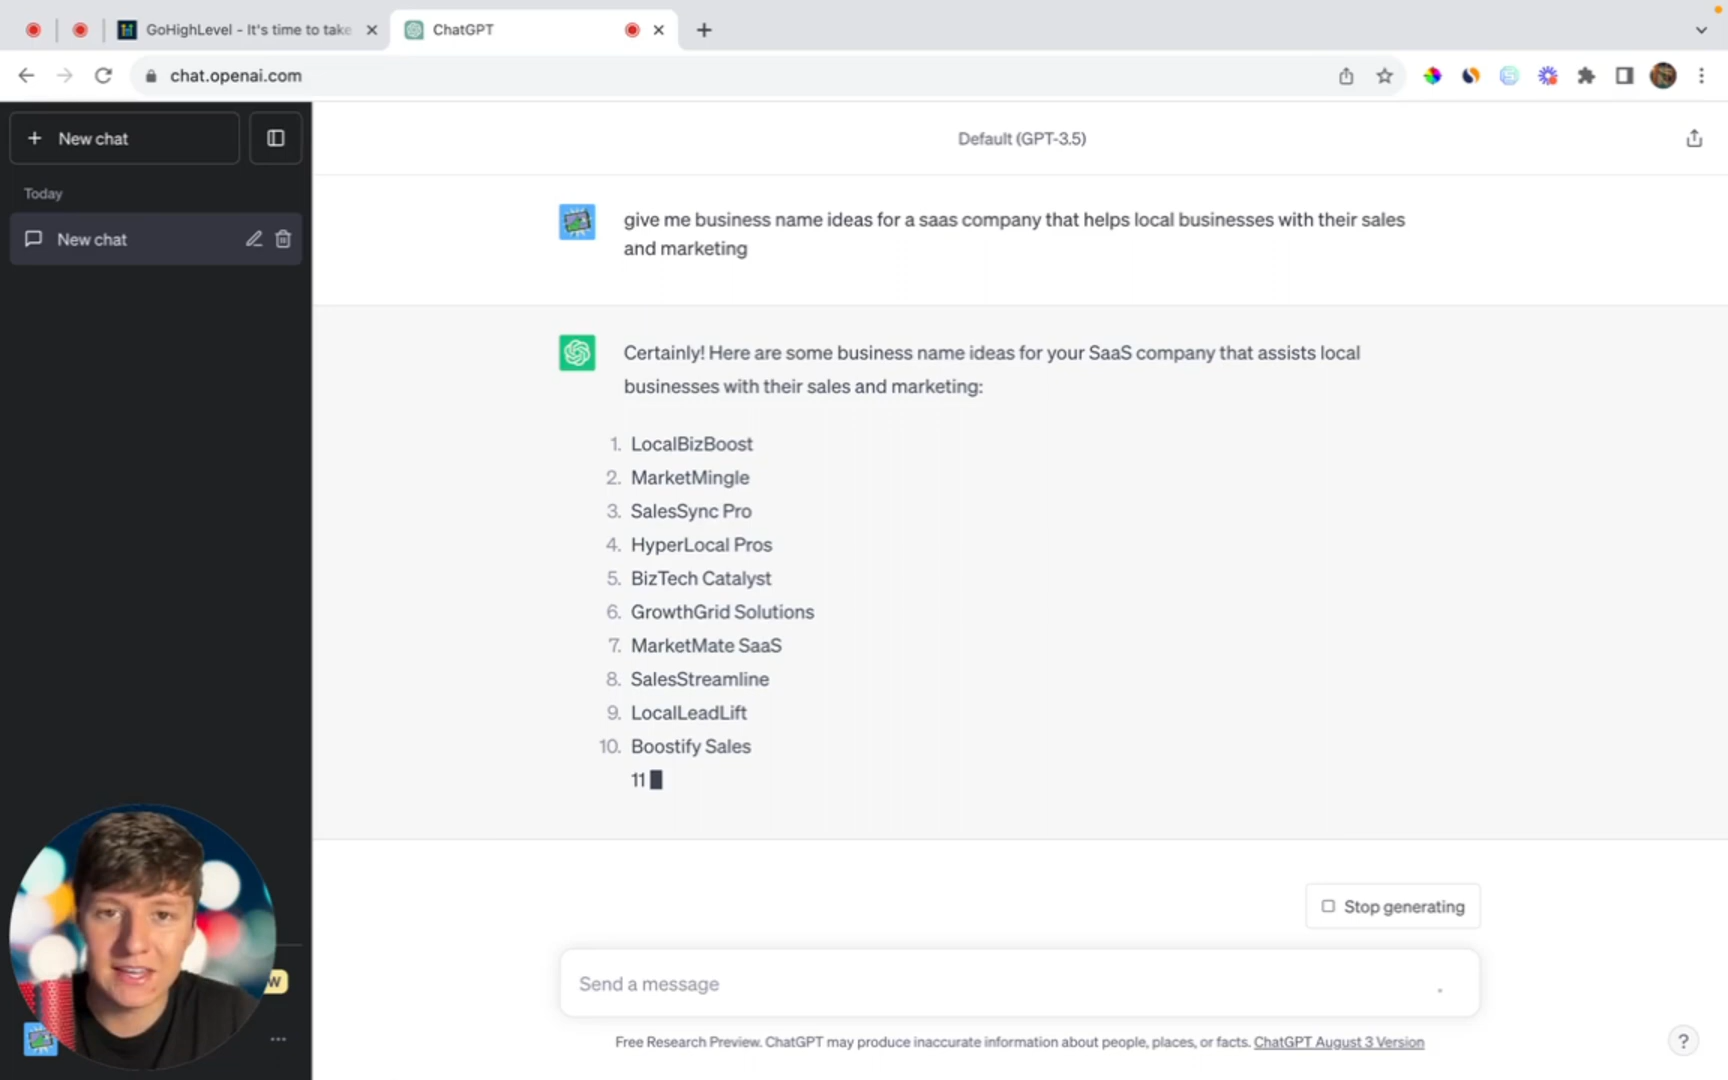 GoHighLevel - It's time to take
ChatGPT
chat.openai.com
New chat
Today
New chat
Default (GPT-3.5)
give me business name ideas for a saas company that helps local businesses with their sales
and marketing
Certainly! Here are some business name ideas for your SaaS company that assists local
businesses with their sales and marketing:
1. LocalBizBoost
2. MarketMingle
3. SalesSync Pro
4. HyperLocal Pros
5. BizTech Catalyst
6. GrowthGrid Solutions
7. MarketMate SaaS
8. SalesStreamline
9. LocalLeadLift
10. Boostify Sales
11
Stop generating
W
Send a message
Free Research Preview. ChatGPT may produce inaccurate information about people, places, or facts. ChatGPT August 3 Version
?